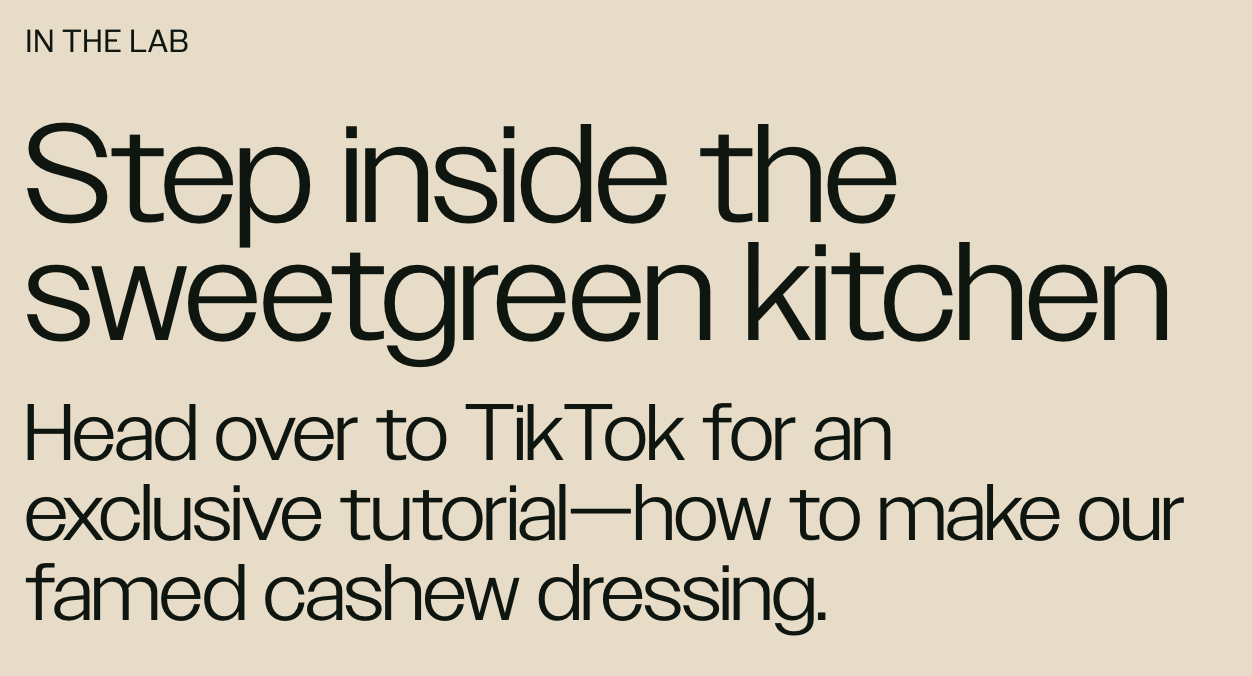 IN THE LAB
Step inside the
sweetgreen kitchen
Head over to TikTok for an
exclusive tutorial—how to make our
famed cashew dressing.